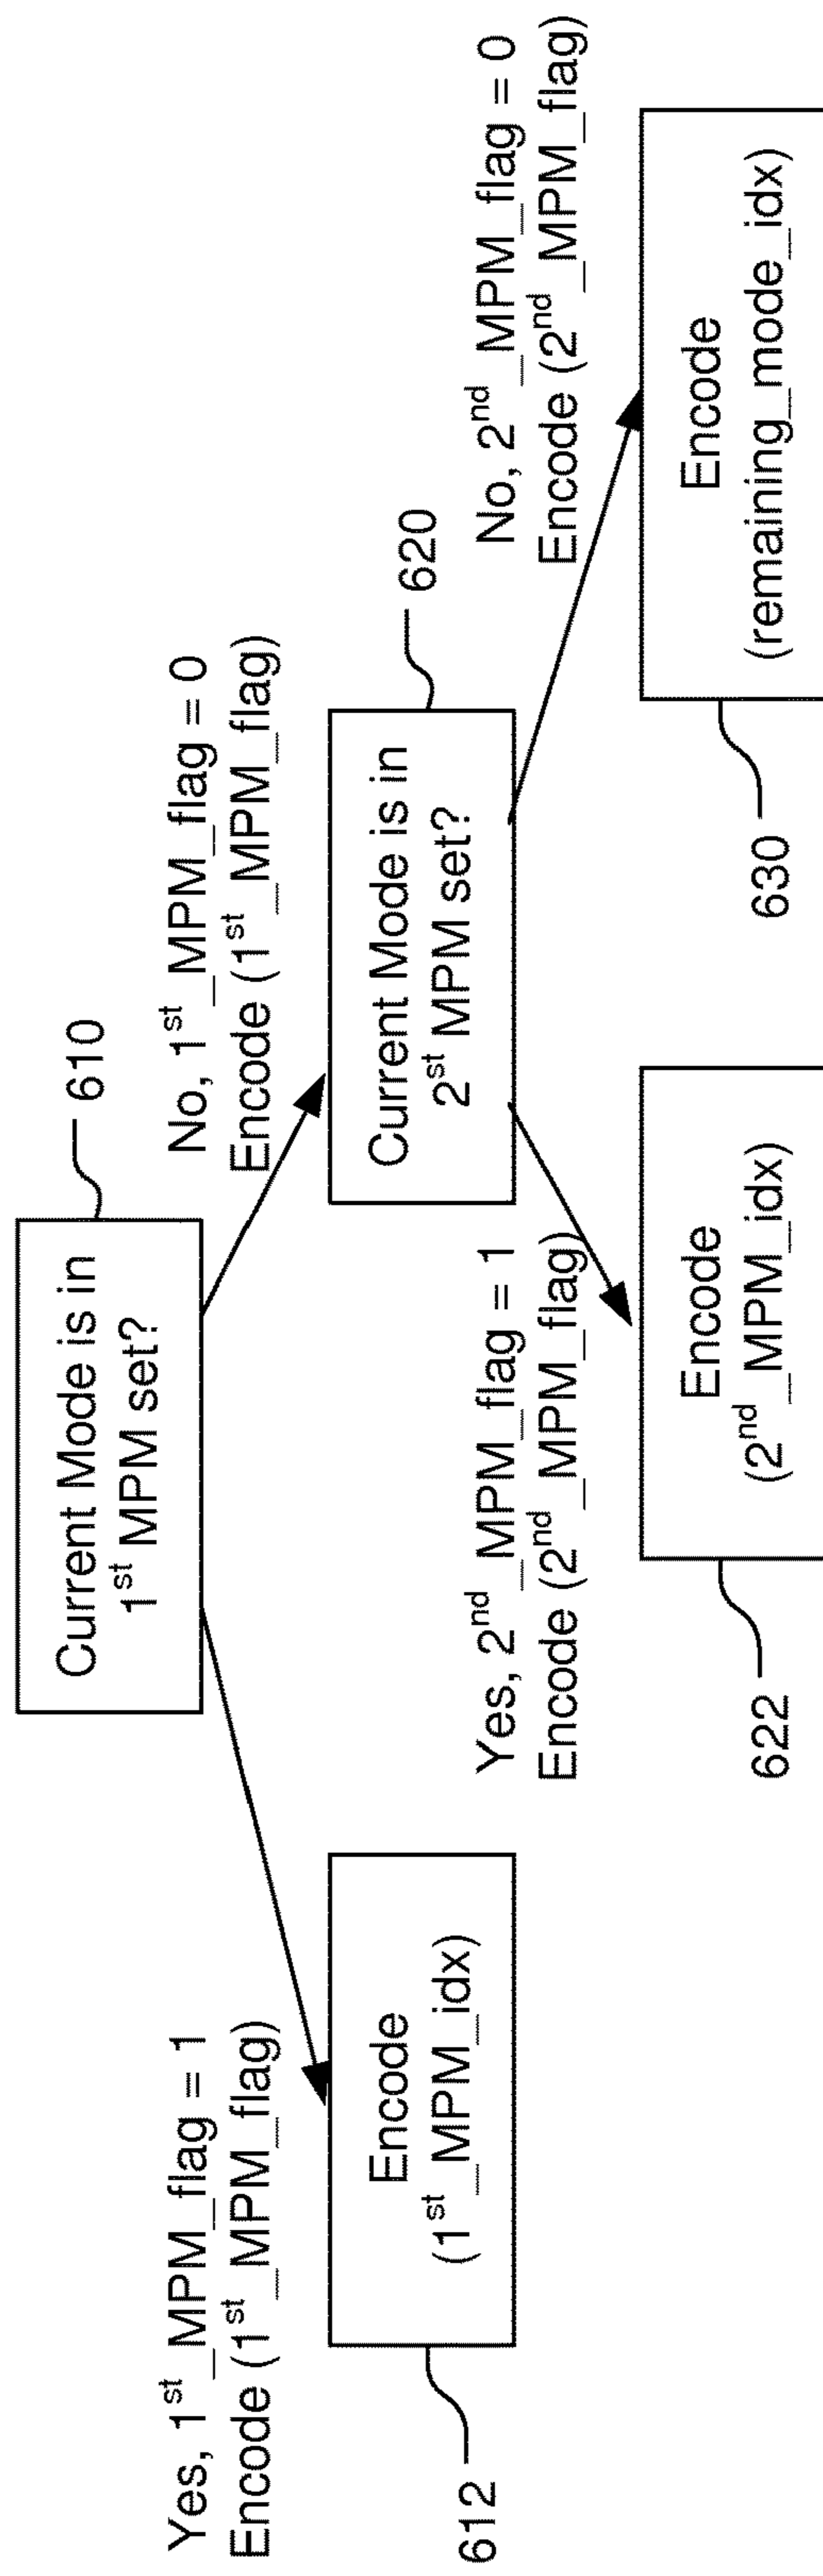 Current Mode is in
1st MPM set?
610
Yes, 1st_MPM_flag = 1
Encode (1st_MPM_flag)
No, 1st_MPM_flag = 0
Encode (1st_MPM_flag)
Encode
(1st_MPM_idx)
612
Current Mode is in
2st MPM set?
620
Yes, 2nd_MPM_flag = 1
Encode (2nd_MPM_flag)
No, 2nd_MPM_flag = 0
Encode (2nd_MPM_flag)
Encode
(2nd_MPM_idx)
622
Encode
(remaining_mode_idx)
630